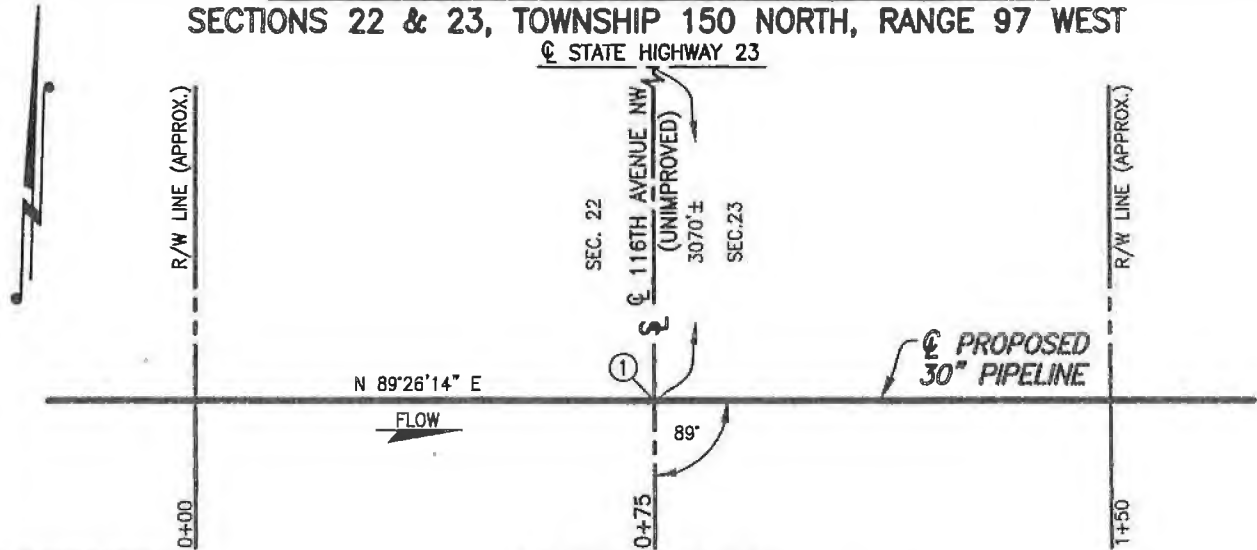 SECTIONS 22 & 23, TOWNSHIP 150 NORTH, RANGE 97 WEST
℄ STATE HIGHWAY 23
R/W LINE (APPROX.)
SEC. 22
℄ 116TH AVENUE NW
(UNIMPROVED)
3070'±
SEC.23
R/W LINE (APPROX.)
℄ PROPOSED
30" PIPELINE
N 89°26'14" E
1
FLOW
89°
0+00
0+75
1+50